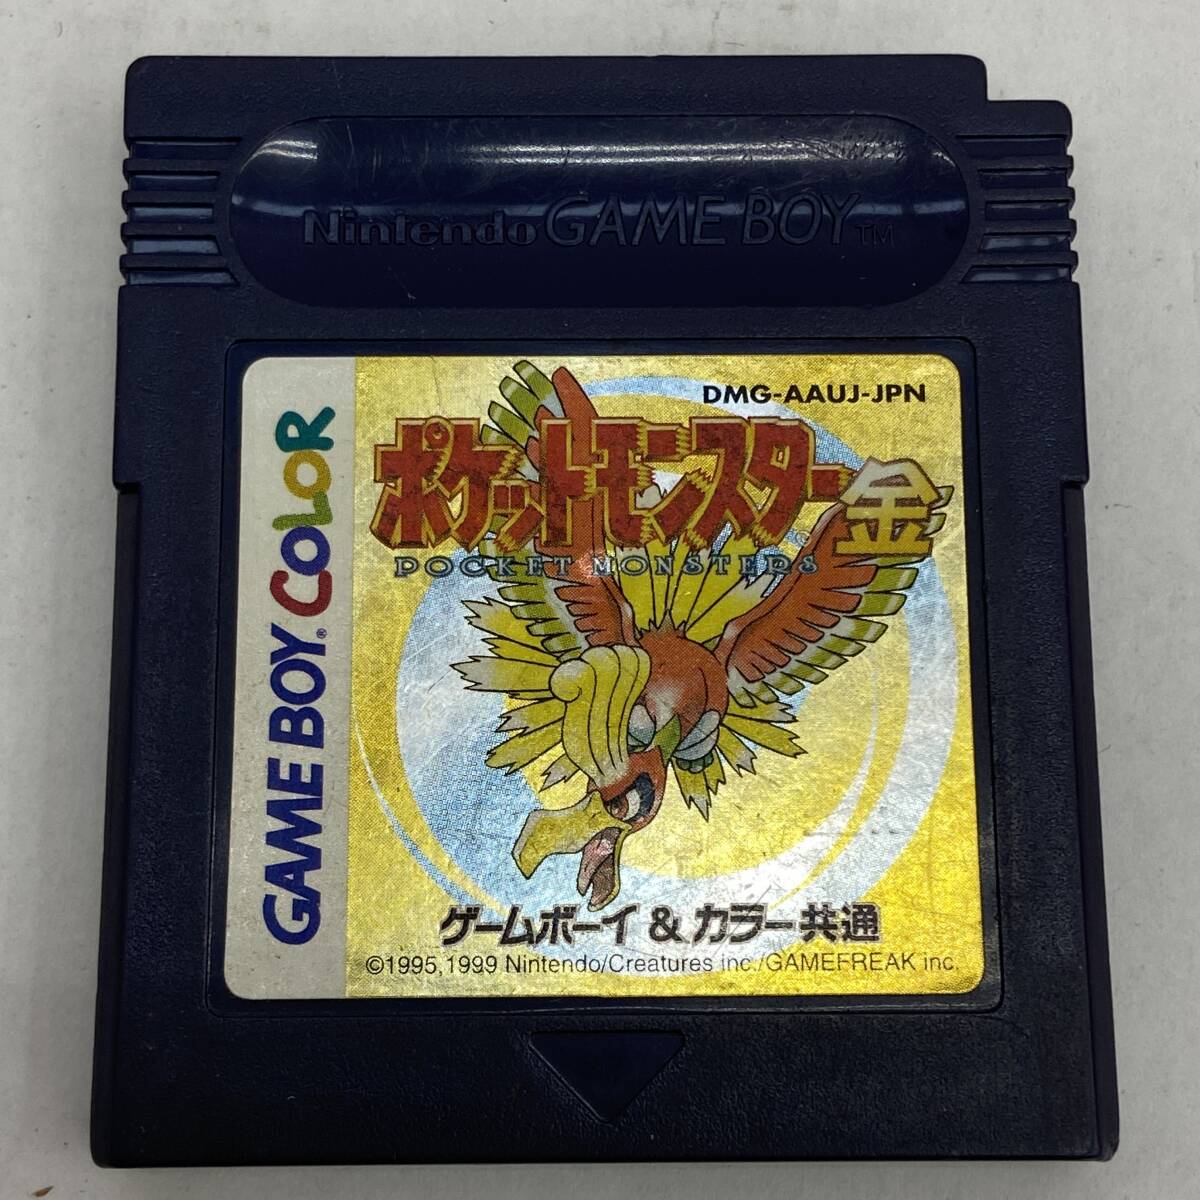 Nintendo GAME BOY™
DMG-AAUJ-JPN
ポケットモンスター金
POCKET MONSTERS
GAME BOY® COLOR
ゲームボーイ & カラー共通
©1995,1999 Nintendo/Creatures inc./GAMEFREAK inc.